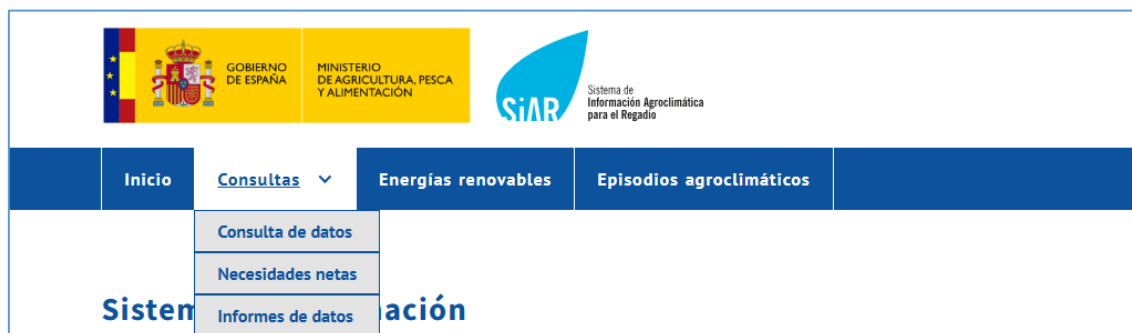 GOBIERNO
DE ESPAÑA
MINISTERIO
DE AGRICULTURA, PESCA
Y ALIMENTACIÓN
SiAR
Sistema de
Información Agroclimática
para el Regadío
Inicio
Consultas
Energías renovables
Episodios agroclimáticos
Consulta de datos
Necesidades netas
Informes de datos
Sistem
ación